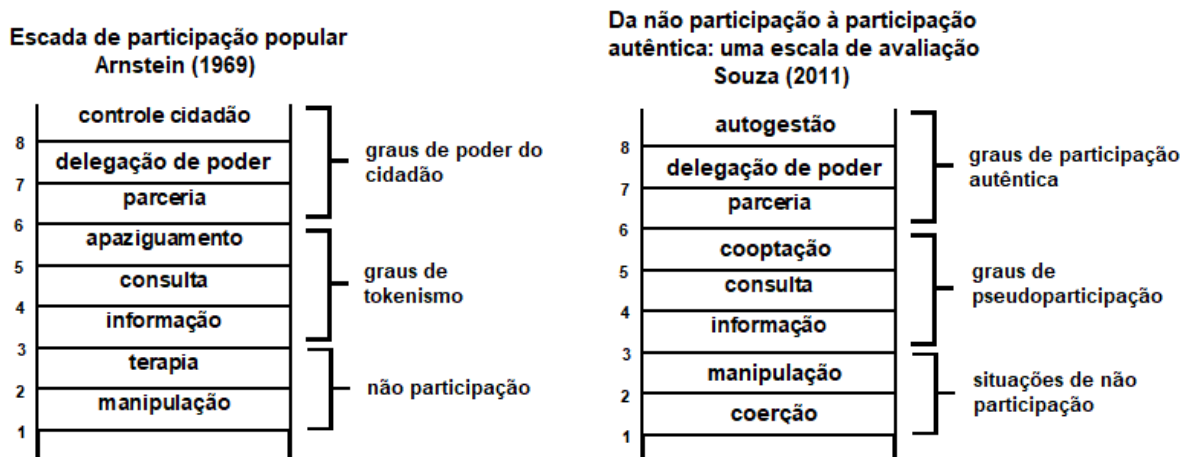 Escada de participação popular
Arnstein (1969)
controle cidadão
8
delegação de poder
7
parceria
6
apaziguamento
5
consulta
4
informação
3
terapia
2
manipulação
1
graus de poder do
cidadão
graus de
tokenismo
não participação
Da não participação à participação
autêntica: uma escala de avaliação
Souza (2011)
autogestão
8
delegação de poder
7
parceria
6
cooptação
5
consulta
4
informação
3
manipulação
2
coerção
1
graus de participação
autêntica
graus de
pseudoparticipação
situações de não
participação